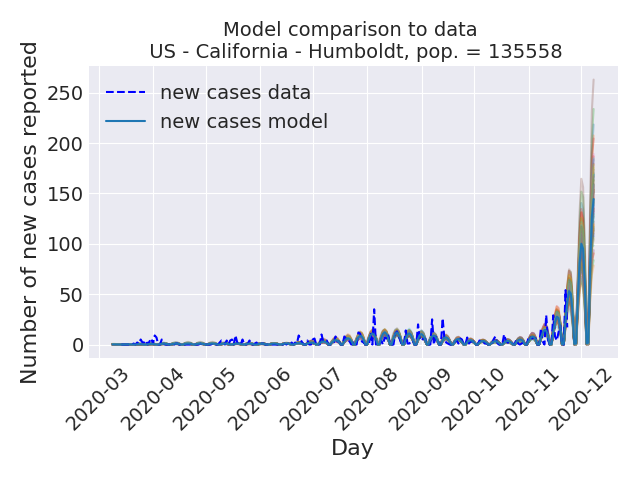 Model comparison to data
US - California - Humboldt, pop. = 135558
Number of new cases reported
250
200
150
100
50
0
new cases data
new cases model
2020-03
2020-04
2020-05
2020-06
2020-07
2020-08
2020-09
2020-10
2020-11
2020-12
Day